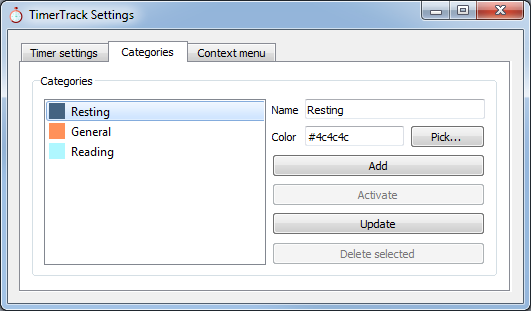 TimerTrack Settings
Timer settings
Categories
Context menu
Categories
Resting
General
Reading
Name
Resting
Color
#4c4c4c
Pick...
Add
Activate
Update
Delete selected